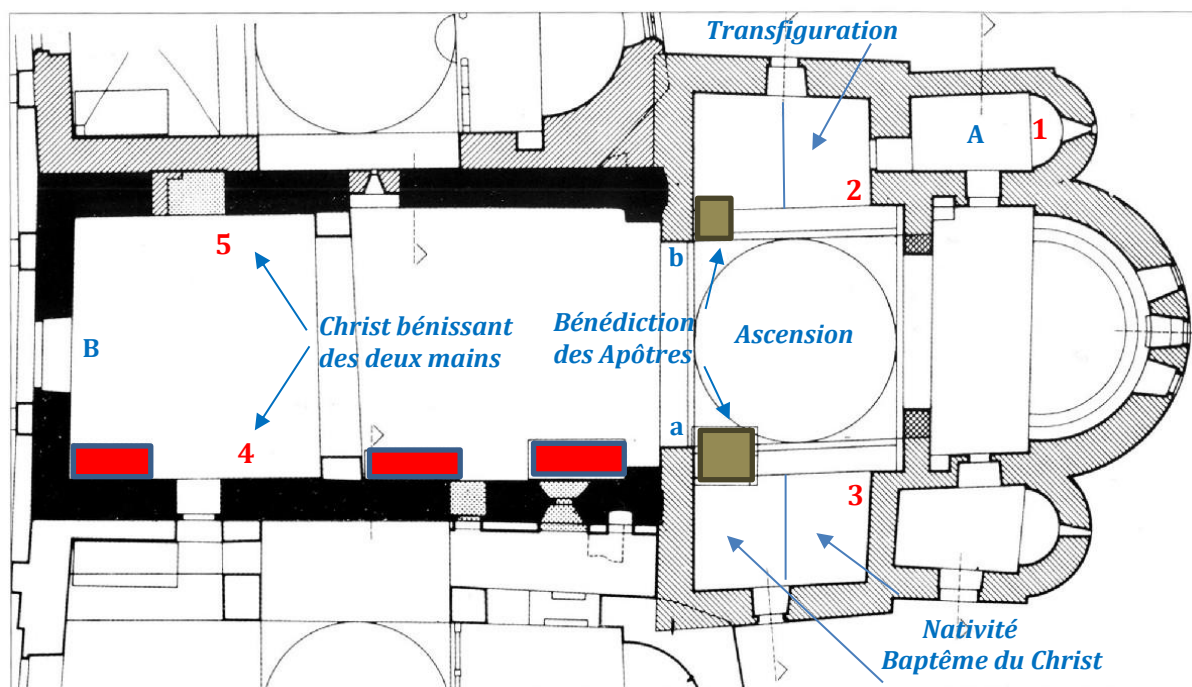 Transfiguration
A
1
2
5
b
Christ bénissant
des deux mains
Bénédiction
des Apôtres
Ascension
B
a
4
3
Nativité
Baptême du Christ